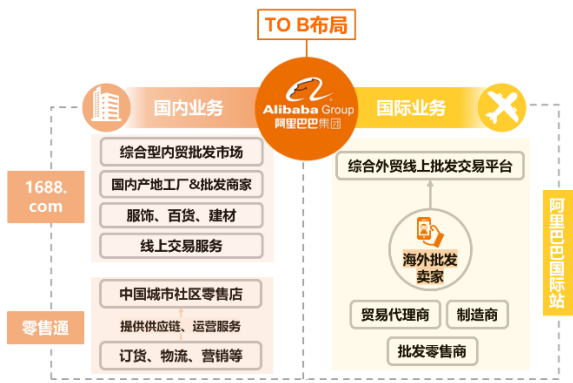 TO B布局
国内业务
Alibaba Group
阿里巴巴集团
国际业务
1688.
com
综合型内贸批发市场
国内产地工厂&批发商家
服饰、百货、建材
线上交易服务
零售通
中国城市社区零售店
提供供应链、运营服务
订货、物流、营销等
综合外贸线上批发交易平台
海外批发
卖家
贸易代理商
制造商
批发零售商
阿里巴巴国际站